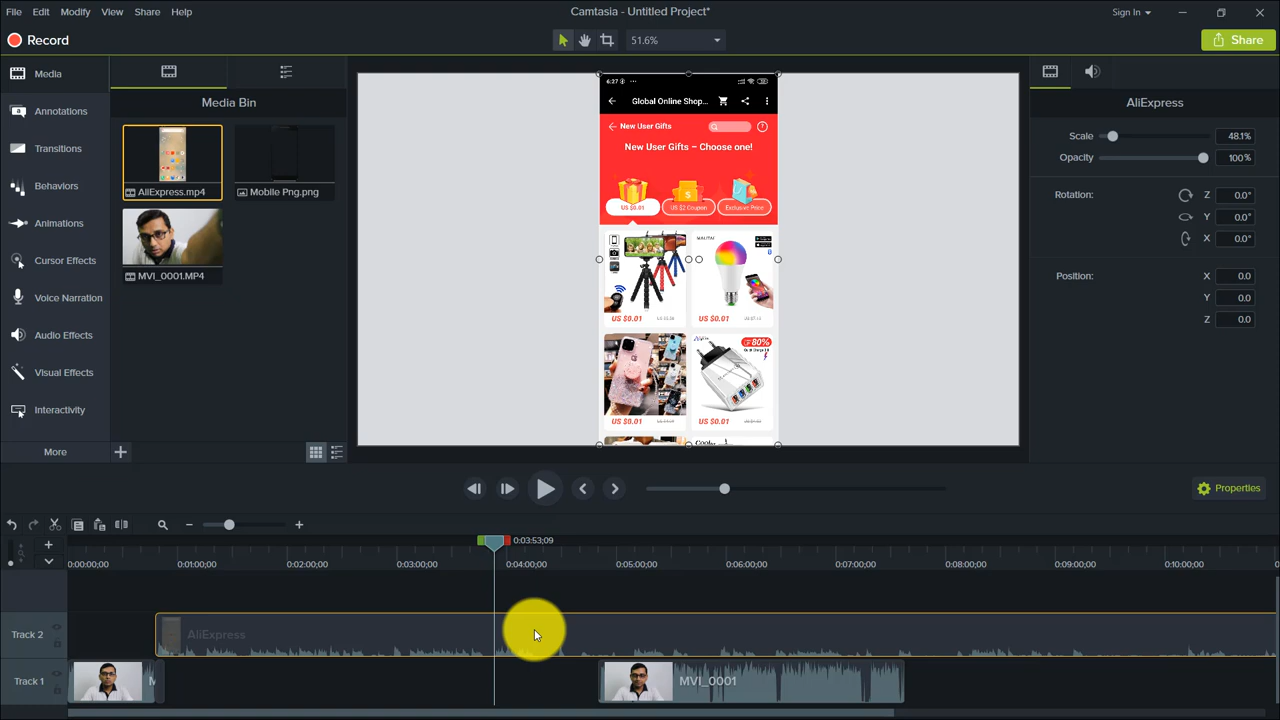 File Edit Modify View Share Help
Camtasia - Untitled Project*
Sign In
Record
51.6%
Share
Media
Annotations
Transitions
Behaviors
Animations
Cursor Effects
Voice Narration
Audio Effects
Visual Effects
Interactivity
More
Media Bin
AliExpress.mp4
Mobile Png.png
MVI_0001.MP4
6:27
Global Online Shop...
New User Gifts
New User Gifts – Choose one!
US $0.01
US $2 Coupon
Exclusive Price
US $0.01
US $0.01
80%
US $0.01
US $0.01
AliExpress
Scale 48.1%
Opacity 100%
Rotation: Z 0.0°
Y 0.0°
X 0.0°
Position: X 0.0
Y 0.0
Z 0.0
Properties
0:03:53;09
0:00:00;00 0:01:00;00 0:02:00;00 0:03:00;00 0:04:00;00 0:05:00;00 0:06:00;00 0:07:00;00 0:08:00;00 0:09:00;00 0:10:00;00
Track 2
AliExpress
Track 1
MVI_0001